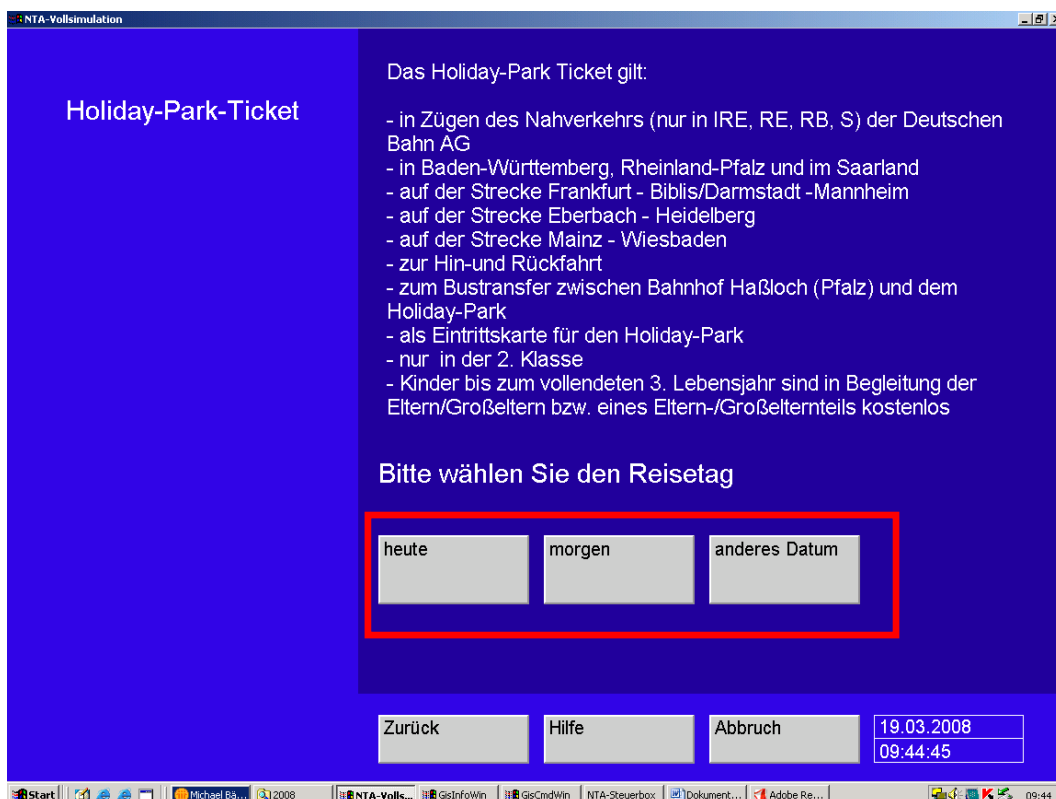 NTA-Vollsimulation
Holiday-Park-Ticket
Das Holiday-Park Ticket gilt:
- in Zügen des Nahverkehrs (nur in IRE, RE, RB, S) der Deutschen
Bahn AG
- in Baden-Württemberg, Rheinland-Pfalz und im Saarland
- auf der Strecke Frankfurt - Biblis/Darmstadt -Mannheim
- auf der Strecke Eberbach - Heidelberg
- auf der Strecke Mainz - Wiesbaden
- zur Hin-und Rückfahrt
- zum Bustransfer zwischen Bahnhof Haßloch (Pfalz) und dem
Holiday-Park
- als Eintrittskarte für den Holiday-Park
- nur in der 2. Klasse
- Kinder bis zum vollendeten 3. Lebensjahr sind in Begleitung der
Eltern/Großeltern bzw. eines Eltern-/Großelternteils kostenlos
Bitte wählen Sie den Reisetag
heute morgen anderes Datum
Zurück Hilfe Abbruch 19.03.2008
09:44:45
Start Michael Bä... 2008 NTA-Volls... GisInfoWin GisCmdWin NTA-Steuerbox Dokument... Adobe Re... 09:44